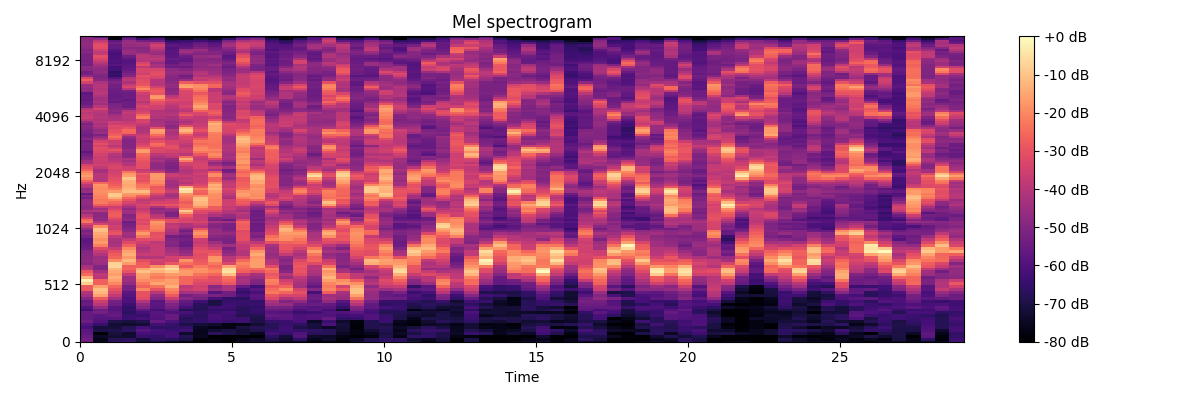 Mel spectrogram
Hz
8192
4096
2048
1024
512
0
0 5 10 15 20 25
Time
+0 dB
-10 dB
-20 dB
-30 dB
-40 dB
-50 dB
-60 dB
-70 dB
-80 dB